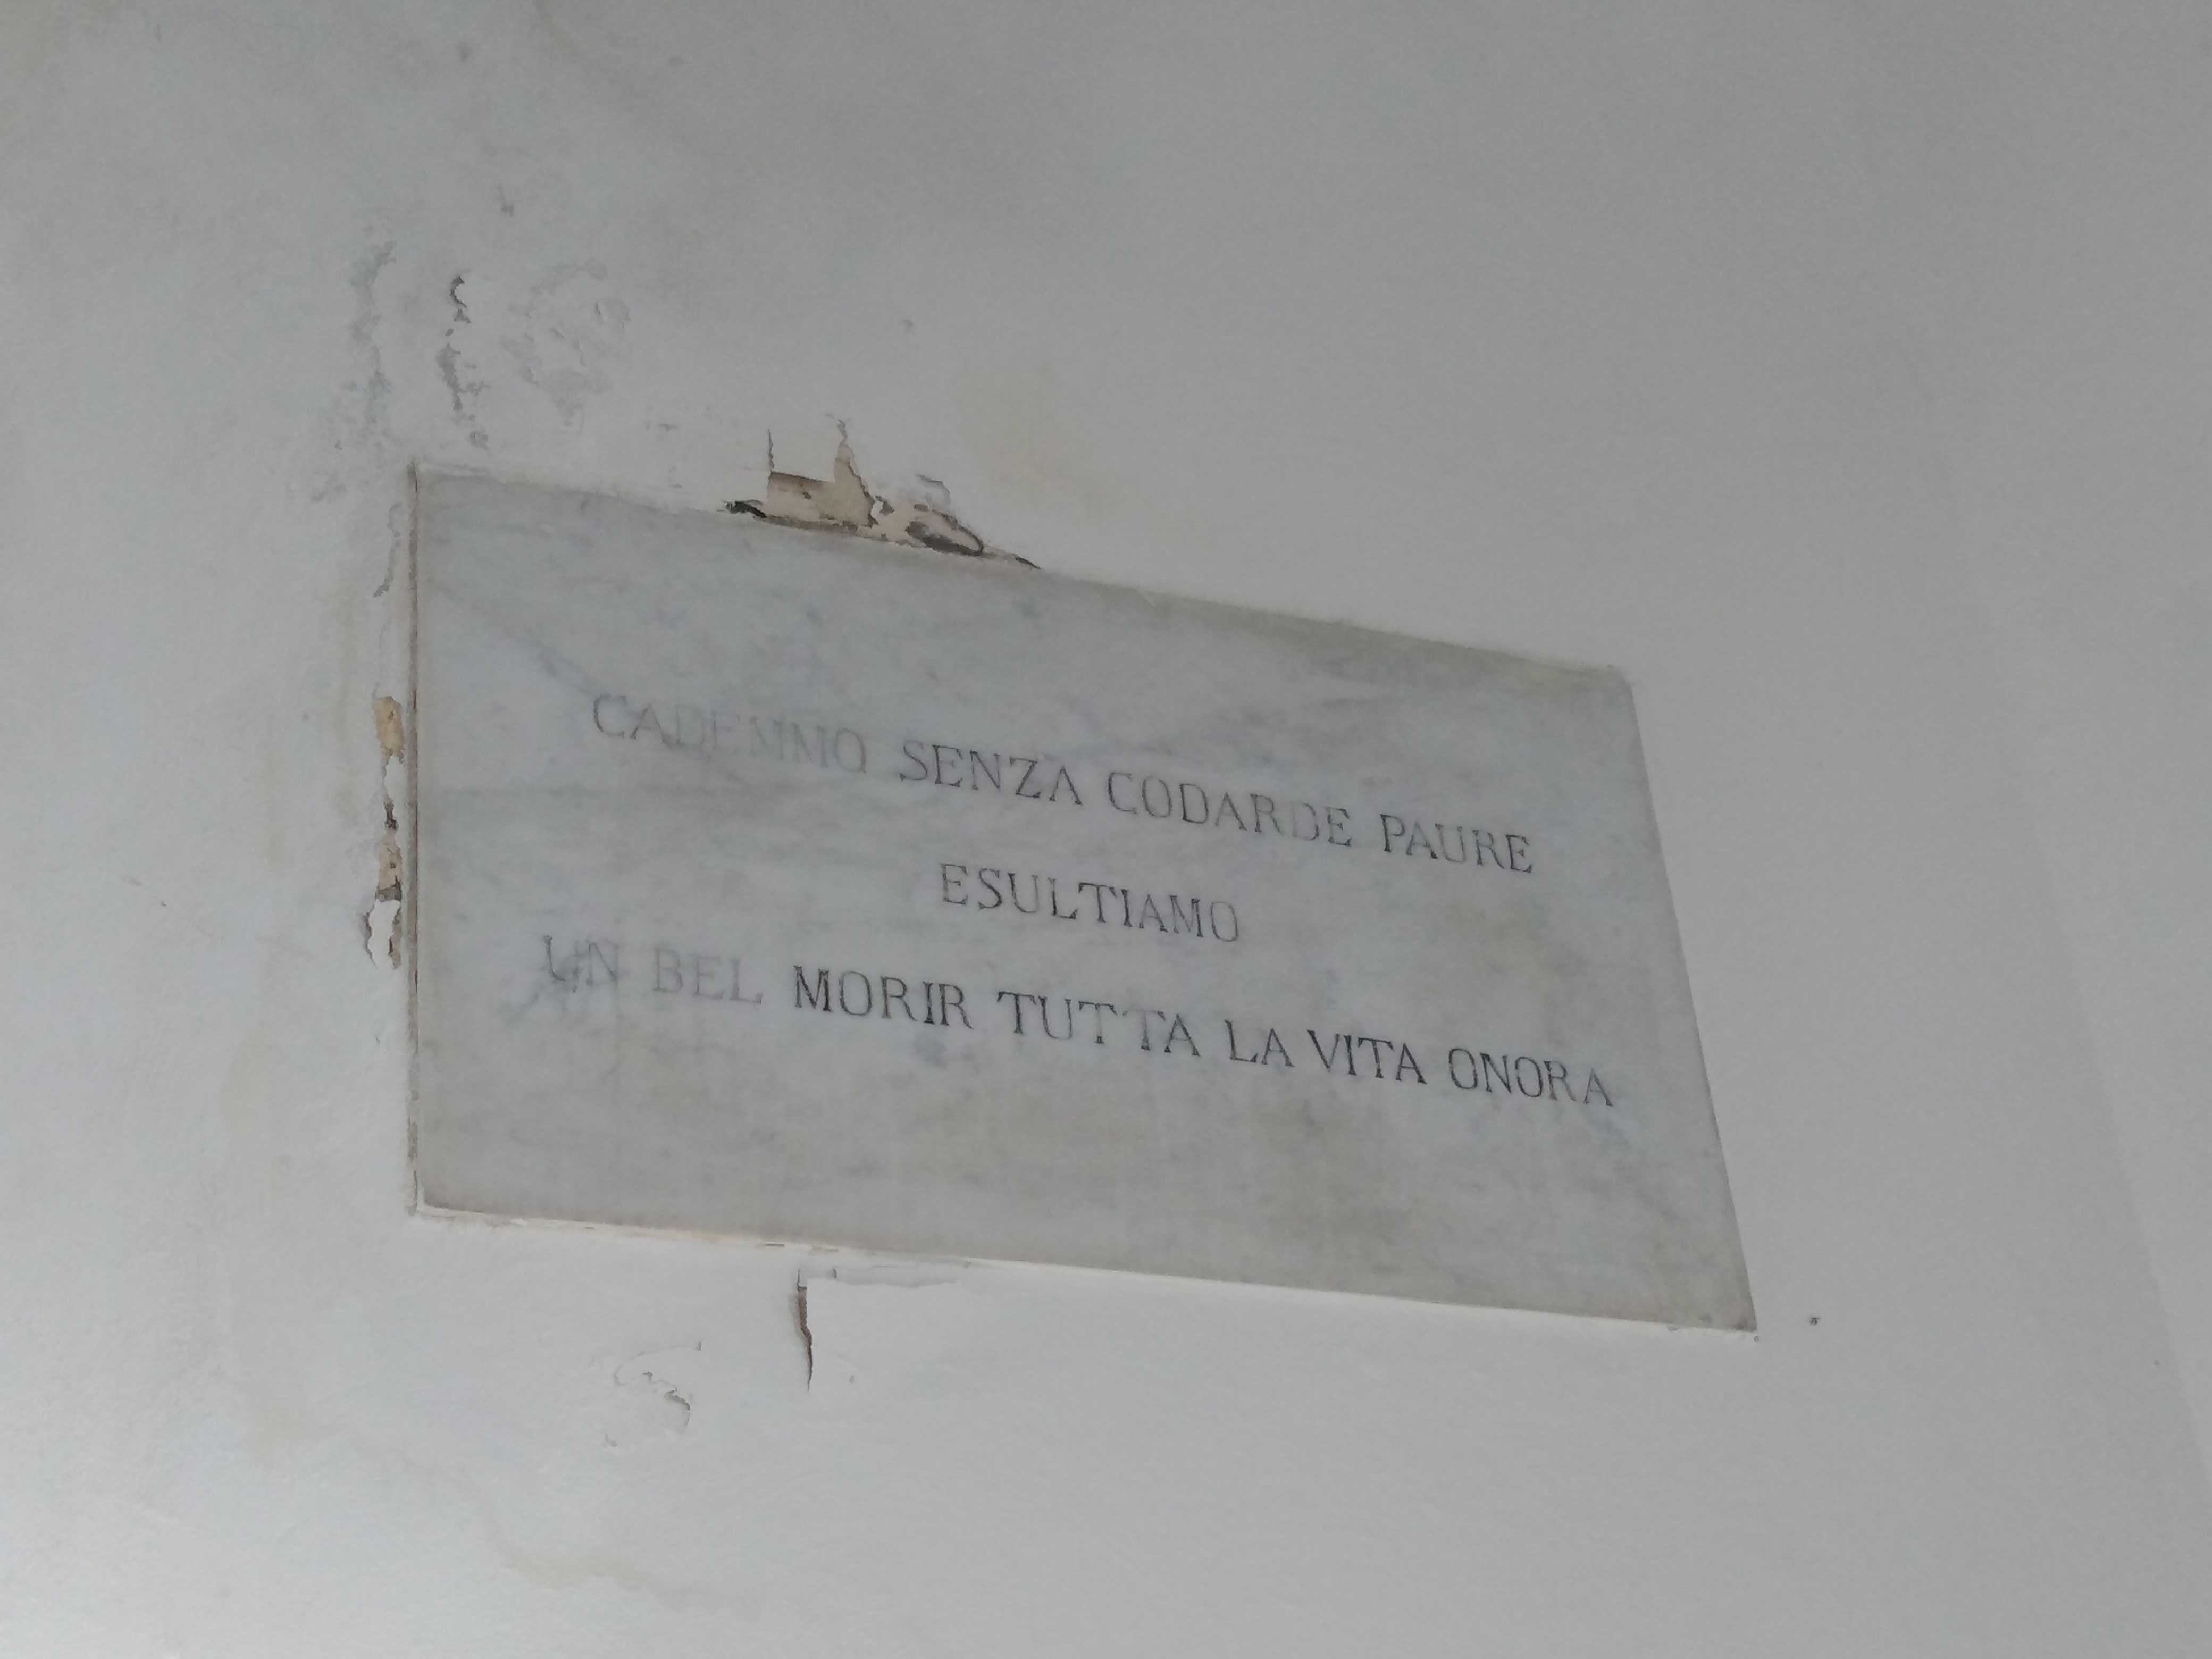 CADEMMO SENZA CODARDE PAURE
ESULTIAMO
UN BEL MORIR TUTTA LA VITA ONORA